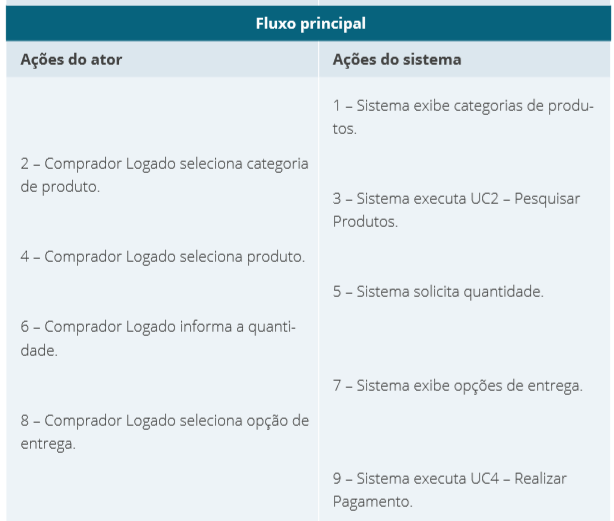 Fluxo principal
Ações do ator
Ações do sistema
1 – Sistema exibe categorias de produ-
tos.
2 – Comprador Logado seleciona categoria
de produto.
3 – Sistema executa UC2 – Pesquisar
Produtos.
4 – Comprador Logado seleciona produto.
5 – Sistema solicita quantidade.
6 – Comprador Logado informa a quanti-
dade.
7 – Sistema exibe opções de entrega.
8 – Comprador Logado seleciona opção de
entrega.
9 – Sistema executa UC4 – Realizar
Pagamento.